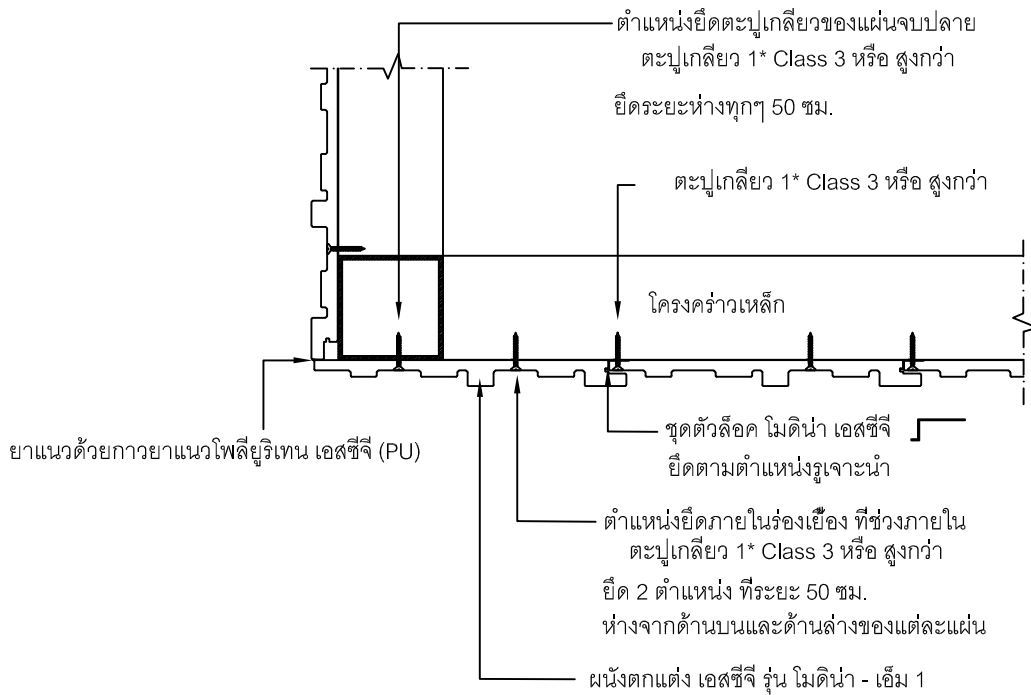 ตำแหน่งยึดตะปูเกลียวของแผ่นจบปลาย
ตะปูเกลียว 1* Class 3 หรือ สูงกว่า
ยึดระยะห่างทุกๆ 50 ซม.
ตะปูเกลียว 1* Class 3 หรือ สูงกว่า
โครงคร่าวเหล็ก
ยาแนวด้วยกาวยาแนวโพลียูริเทน เอสซีจี (PU)
ชุดตัวล็อค โมดิน่า เอสซีจี
ยึดตามตำแหน่งรูเจาะนำ
ตำแหน่งยึดภายในร่องเยื้อง ที่ช่วงภายใน
ตะปูเกลียว 1* Class 3 หรือ สูงกว่า
ยึด 2 ตำแหน่ง ที่ระยะ 50 ซม.
ห่างจากด้านบนและด้านล่างของแต่ละแผ่น
ผนังตกแต่ง เอสซีจี รุ่น โมดิน่า - เอ็ม 1